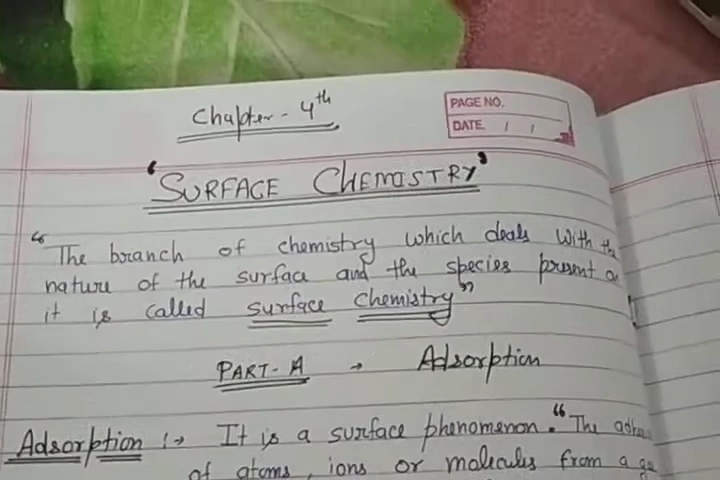 Chapter - 4th
PAGE NO.
DATE / /
"SURFACE CHEMISTRY"
"The branch of chemistry which deals with the
nature of the surface and the species present
it is called surface chemistry"
PART-A → Adsorption
Adsorption :→ It is a surface phenomenon. "The
of atoms, ions or molecules from a